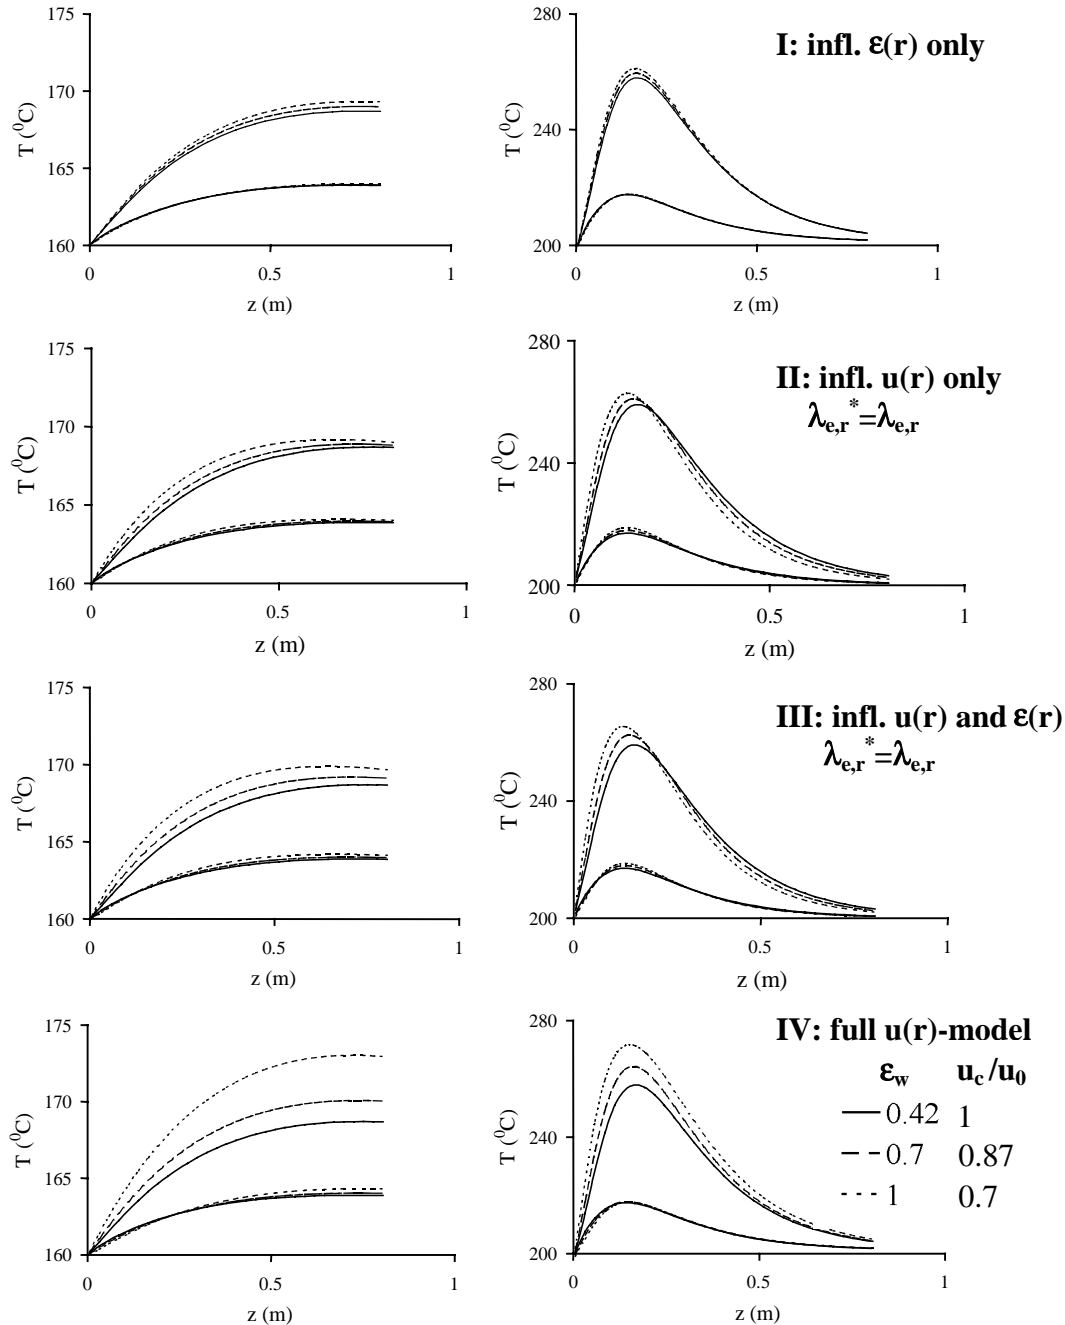 175
170
165
160
T (⁰C)
0
0.5
1
z (m)
280
240
200
T (⁰C)
0
0.5
1
z (m)
I: infl. ε(r) only
175
170
165
160
T (⁰C)
0
0.5
1
z (m)
280
240
200
T (⁰C)
0
0.5
1
z (m)
II: infl. u(r) only
λe,r*=λe,r
175
170
165
160
T (⁰C)
0
0.5
1
z (m)
280
240
200
T (⁰C)
0
0.5
1
z (m)
III: infl. u(r) and ε(r)
λe,r*=λe,r
175
170
165
160
T (⁰C)
0
0.5
1
z (m)
280
240
200
T (⁰C)
0
0.5
1
z (m)
IV: full u(r)-model
εw uc/u0
0.42 1
0.7 0.87
1 0.7